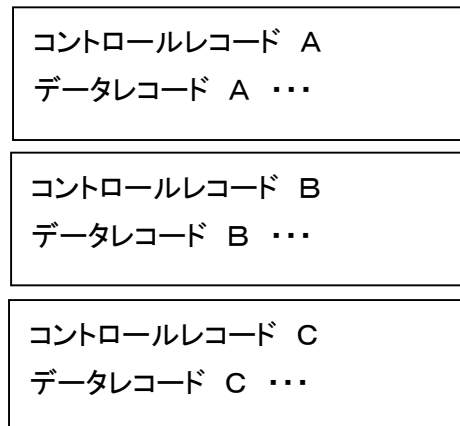 コントロールレコード A
データレコード A ・・・
コントロールレコード B
データレコード B ・・・
コントロールレコード C
データレコード C ・・・